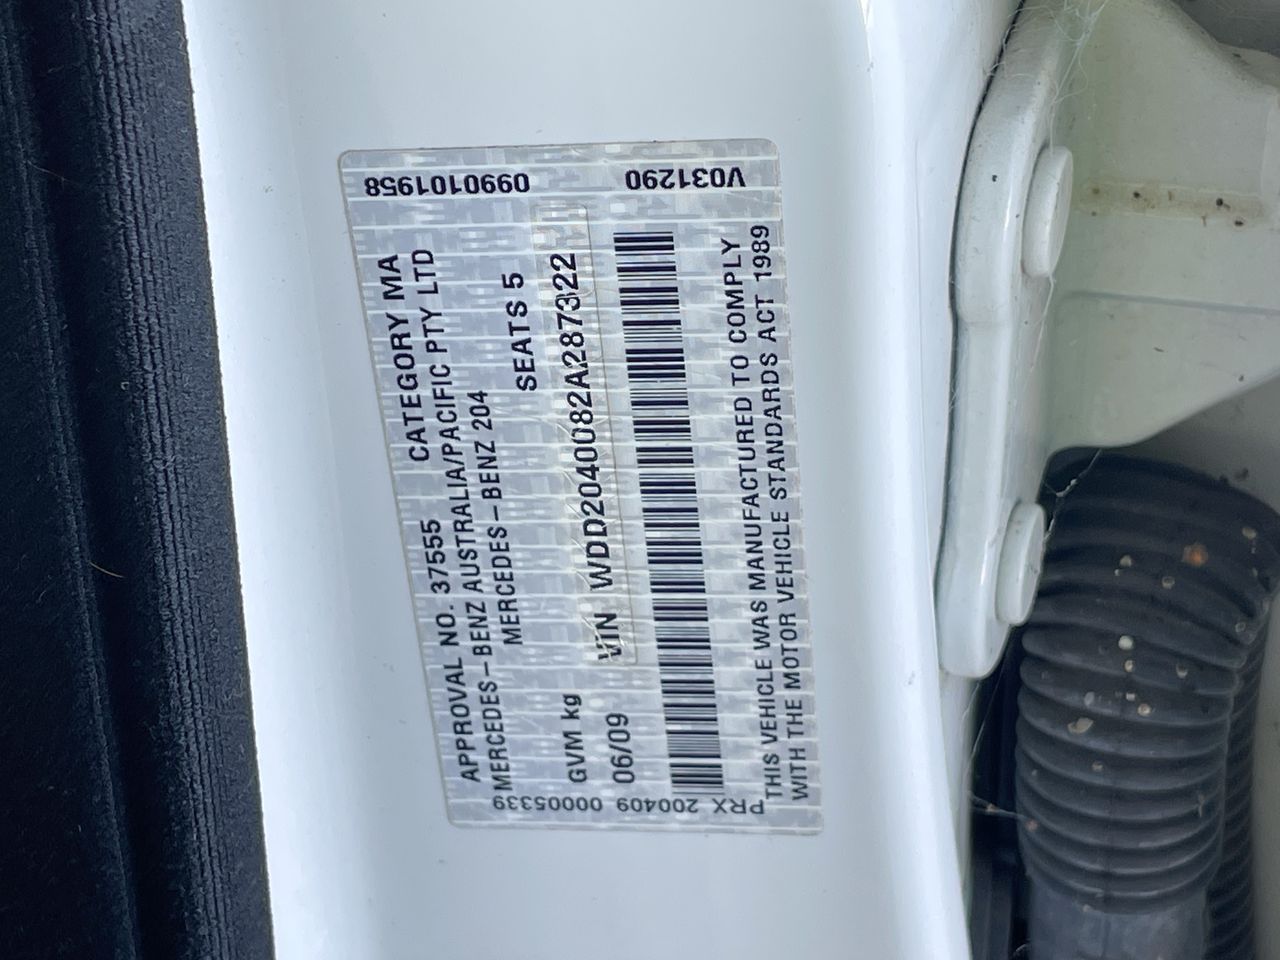 APPROVAL NO. 37555 CATEGORY MA
MERCEDES-BENZ AUSTRALIA/PACIFIC PTY LTD
MERCEDES-BENZ 204
SEATS 5
GVM kg
06/09 VIN WDD2040082A287322
THIS VEHICLE WAS MANUFACTURED TO COMPLY
WITH THE MOTOR VEHICLE STANDARDS ACT 1989
0990101958 V031290
PRX 200409 00005339